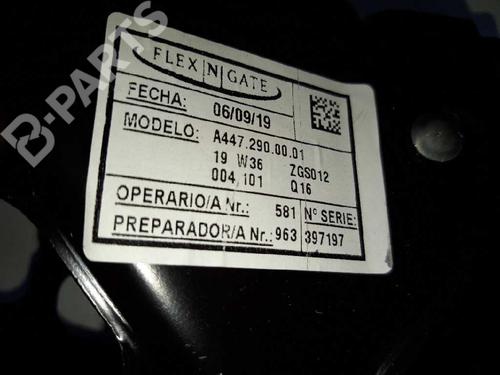 B-PARTS
FLEX N GATE
FECHA: 06/09/19
MODELO: A447.290.00.01
19 W36 ZGS012
004,101 Q16
OPERARIO/A Nr.: 581 Nº SERIE:
PREPARADOR/A Nr.: 963 397197